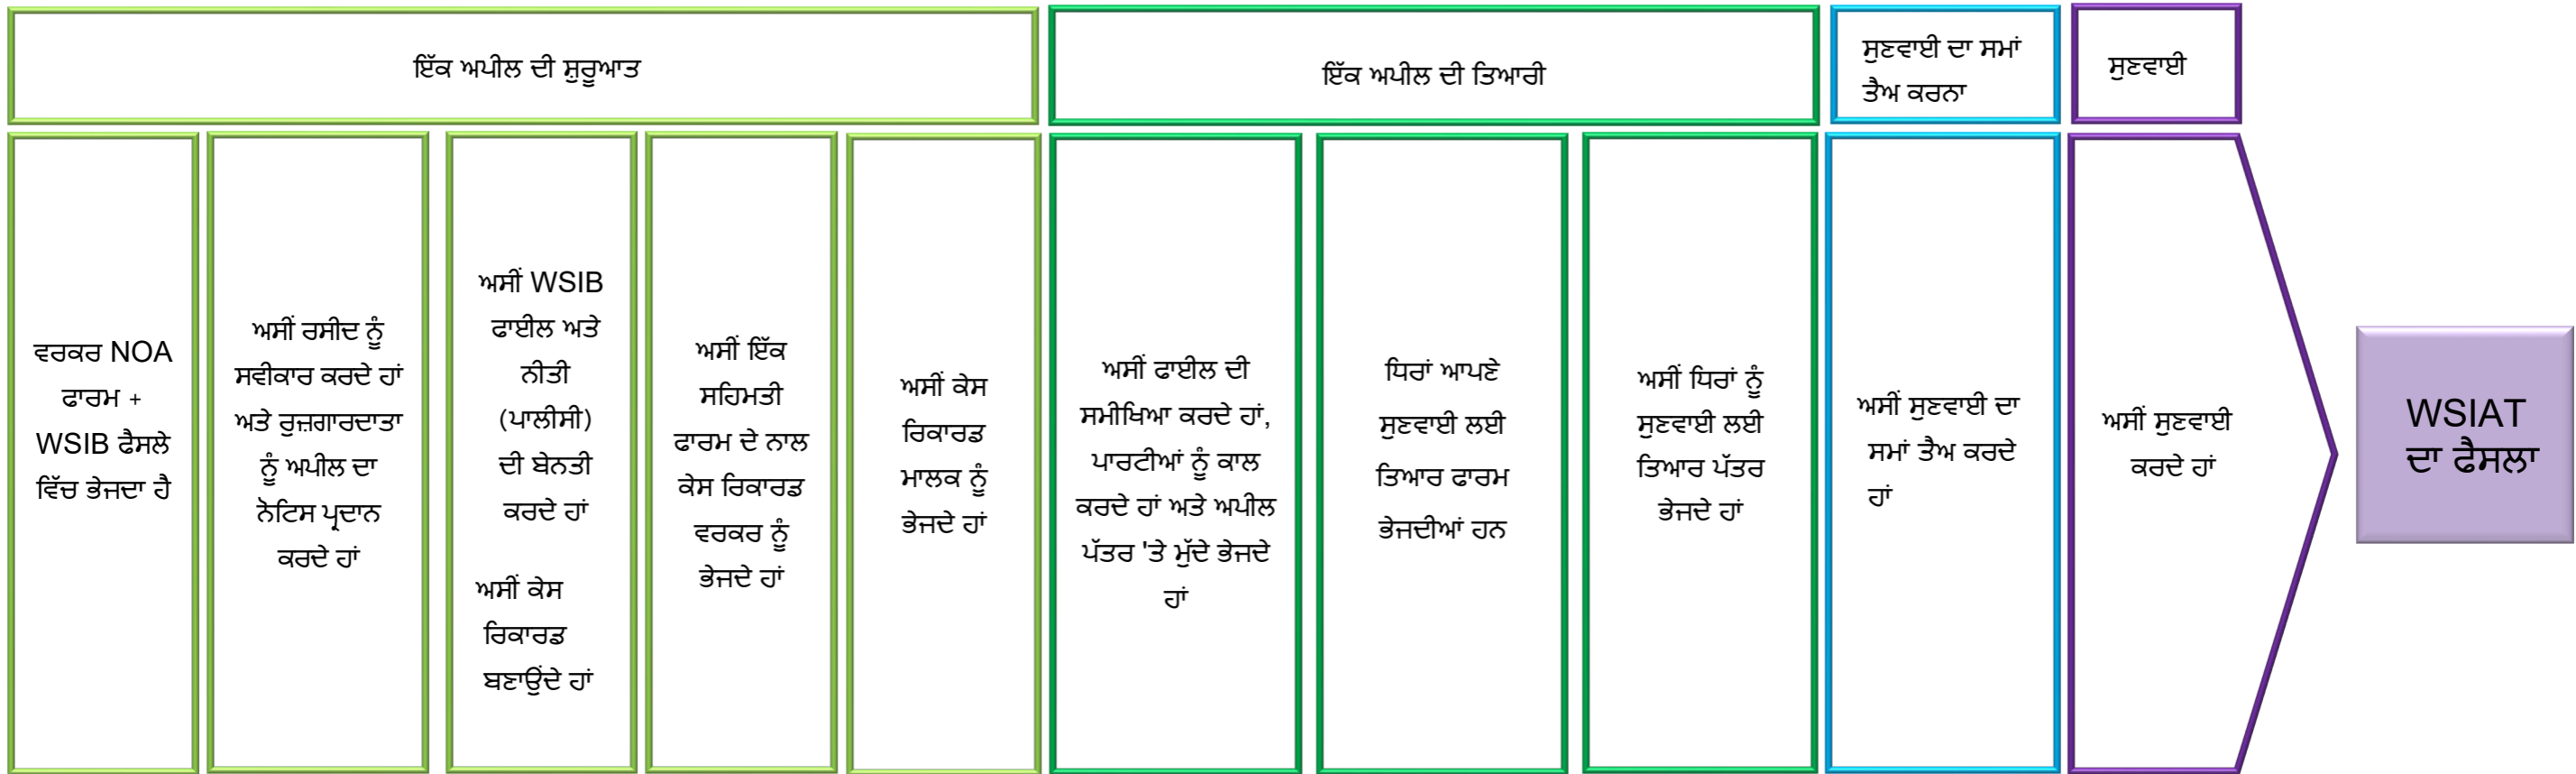 ਇੱਕ ਅਪੀਲ ਦੀ ਸ਼ੁਰੂਆਤ
ਇੱਕ ਅਪੀਲ ਦੀ ਤਿਆਰੀ
ਸੁਣਵਾਈ ਦਾ ਸਮਾਂ
ਤੈਅ ਕਰਨਾ
ਸੁਣਵਾਈ
ਵਰਕਰ NOA
ਫਾਰਮ +
WSIB ਫੈਸਲੇ
ਵਿੱਚ ਭੇਜਦਾ ਹੈ
ਅਸੀਂ ਰਸੀਦ ਨੂੰ
ਸਵੀਕਾਰ ਕਰਦੇ ਹਾਂ
ਅਤੇ ਰੁਜ਼ਗਾਰਦਾਤਾ
ਨੂੰ ਅਪੀਲ ਦਾ
ਨੋਟਿਸ ਪ੍ਰਦਾਨ
ਕਰਦੇ ਹਾਂ
ਅਸੀਂ WSIB
ਫਾਈਲ ਅਤੇ
ਨੀਤੀ
(ਪਾਲੀਸੀ)
ਦੀ ਬੇਨਤੀ
ਕਰਦੇ ਹਾਂ
ਅਸੀਂ ਕੇਸ
ਰਿਕਾਰਡ
ਬਣਾਉਂਦੇ ਹਾਂ
ਅਸੀਂ ਇੱਕ
ਸਹਿਮਤੀ
ਫਾਰਮ ਦੇ ਨਾਲ
ਕੇਸ ਰਿਕਾਰਡ
ਵਰਕਰ ਨੂੰ
ਭੇਜਦੇ ਹਾਂ
ਅਸੀਂ ਕੇਸ
ਰਿਕਾਰਡ
ਮਾਲਕ ਨੂੰ
ਭੇਜਦੇ ਹਾਂ
ਅਸੀਂ ਫਾਈਲ ਦੀ
ਸਮੀਖਿਆ ਕਰਦੇ ਹਾਂ,
ਪਾਰਟੀਆਂ ਨੂੰ ਕਾਲ
ਕਰਦੇ ਹਾਂ ਅਤੇ ਅਪੀਲ
ਪੱਤਰ 'ਤੇ ਮੁੱਦੇ ਭੇਜਦੇ
ਹਾਂ
ਧਿਰਾਂ ਆਪਣੇ
ਸੁਣਵਾਈ ਲਈ
ਤਿਆਰ ਫਾਰਮ
ਭੇਜਦੀਆਂ ਹਨ
ਅਸੀਂ ਧਿਰਾਂ ਨੂੰ
ਸੁਣਵਾਈ ਲਈ
ਤਿਆਰ ਪੱਤਰ
ਭੇਜਦੇ ਹਾਂ
ਅਸੀਂ ਸੁਣਵਾਈ ਦਾ
ਸਮਾਂ ਤੈਅ ਕਰਦੇ
ਹਾਂ
ਅਸੀਂ ਸੁਣਵਾਈ
ਕਰਦੇ ਹਾਂ
WSIAT
ਦਾ ਫੈਸਲਾ